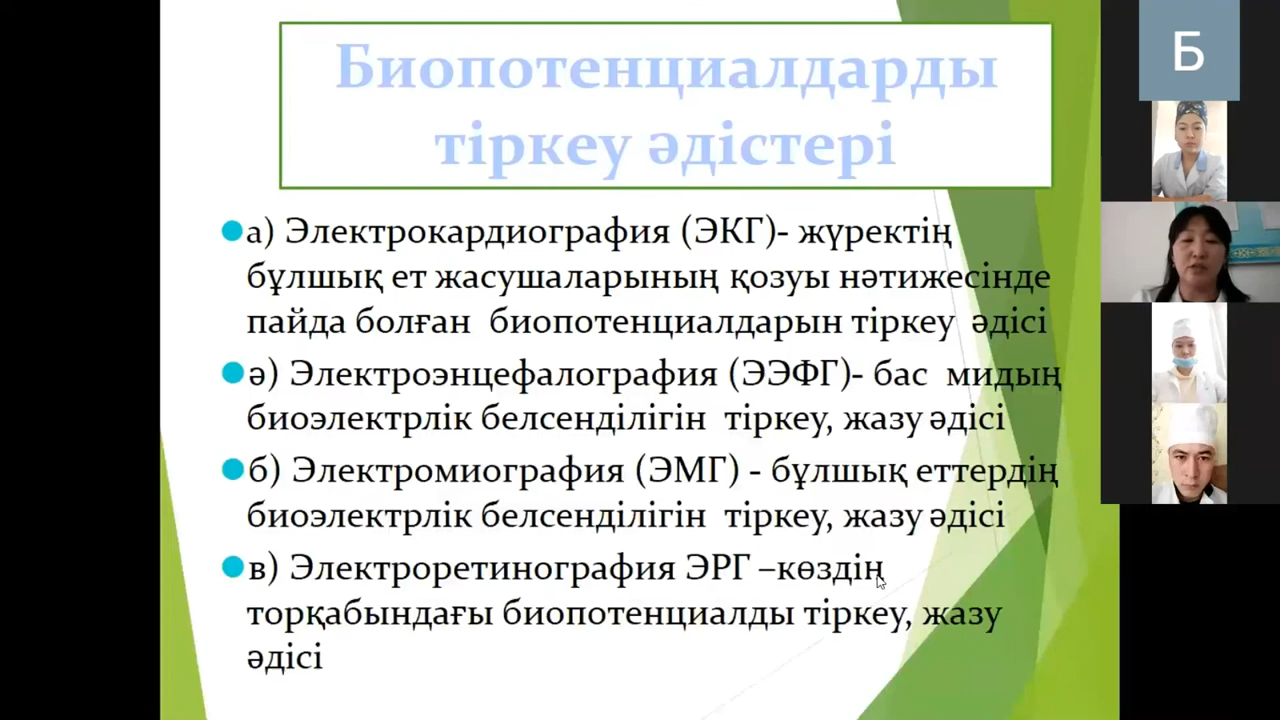 Биопотенциалдарды
тіркеу әдістері
а) Электрокардиография (ЭКГ)- жүректің
бұлшық ет жасушаларының қозуы нәтижесінде
пайда болған биопотенциалдарын тіркеу әдісі
ә) Электроэнцефалография (ЭЭФГ)- бас мидың
биоэлектрлік белсенділігін тіркеу, жазу әдісі
б) Электромиография (ЭМГ) - бұлшық еттердің
биоэлектрлік белсенділігін тіркеу, жазу әдісі
в) Электроретинография ЭРГ –көздің
торқабындағы биопотенциалды тіркеу, жазу
әдісі
Б